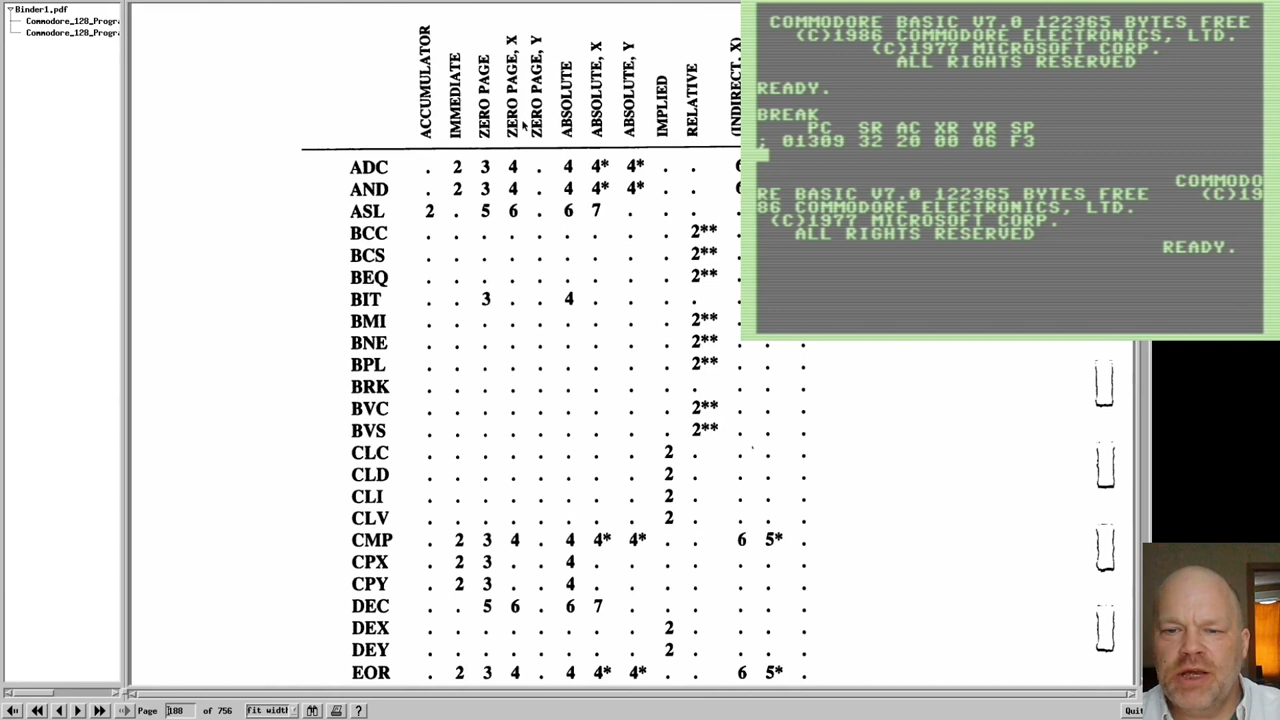 Binder1.pdf
Commodore_128_Progra
Commodore_128_Progra
ACCUMULATOR
IMMEDIATE
ZERO PAGE
ZERO PAGE, X
ZERO PAGE, Y
ABSOLUTE
ABSOLUTE, X
ABSOLUTE, Y
IMPLIED
RELATIVE
(INDIRECT, X)
ADC . 2 3 4 . 4 4* 4* . . 6
AND . 2 3 4 . 4 4* 4* . . 6
ASL 2 . 5 6 . 6 7 . . .
BCC . . . . . . . . . 2**
BCS . . . . . . . . . 2**
BEQ . . . . . . . . . 2**
BIT . . 3 . . 4 . . . .
BMI . . . . . . . . . 2** . .
BNE . . . . . . . . . 2** . . .
BPL . . . . . . . . . 2** . . .
BRK . . . . . . . . . . . . .
BVC . . . . . . . . . 2** . . .
BVS . . . . . . . . . 2** . . .
CLC . . . . . . . . 2 . . . .
CLD . . . . . . . . 2 . . . .
CLI . . . . . . . . 2 . . . .
CLV . . . . . . . . 2 . . . .
CMP . 2 3 4 . 4 4* 4* . . 6 5* .
CPX . 2 3 . . 4 . . . . . . .
CPY . 2 3 . . 4 . . . . . . .
DEC . . 5 6 . 6 7 . . . . . .
DEX . . . . . . . . 2 . . . .
DEY . . . . . . . . 2 . . . .
EOR . 2 3 4 . 4 4* 4* . . 6 5* .
COMMODORE BASIC V7.0 122365 BYTES FREE
(C)1986 COMMODORE ELECTRONICS, LTD.
(C)1977 MICROSOFT CORP.
ALL RIGHTS RESERVED
READY.
BREAK
PC SR AC XR YR SP
; 01309 32 20 00 06 F3
COMMODO
RE BASIC V7.0 122365 BYTES FREE (C)19
86 COMMODORE ELECTRONICS, LTD.
(C)1977 MICROSOFT CORP.
ALL RIGHTS RESERVED
READY.
Page 188 of 756 fit width ? Quit